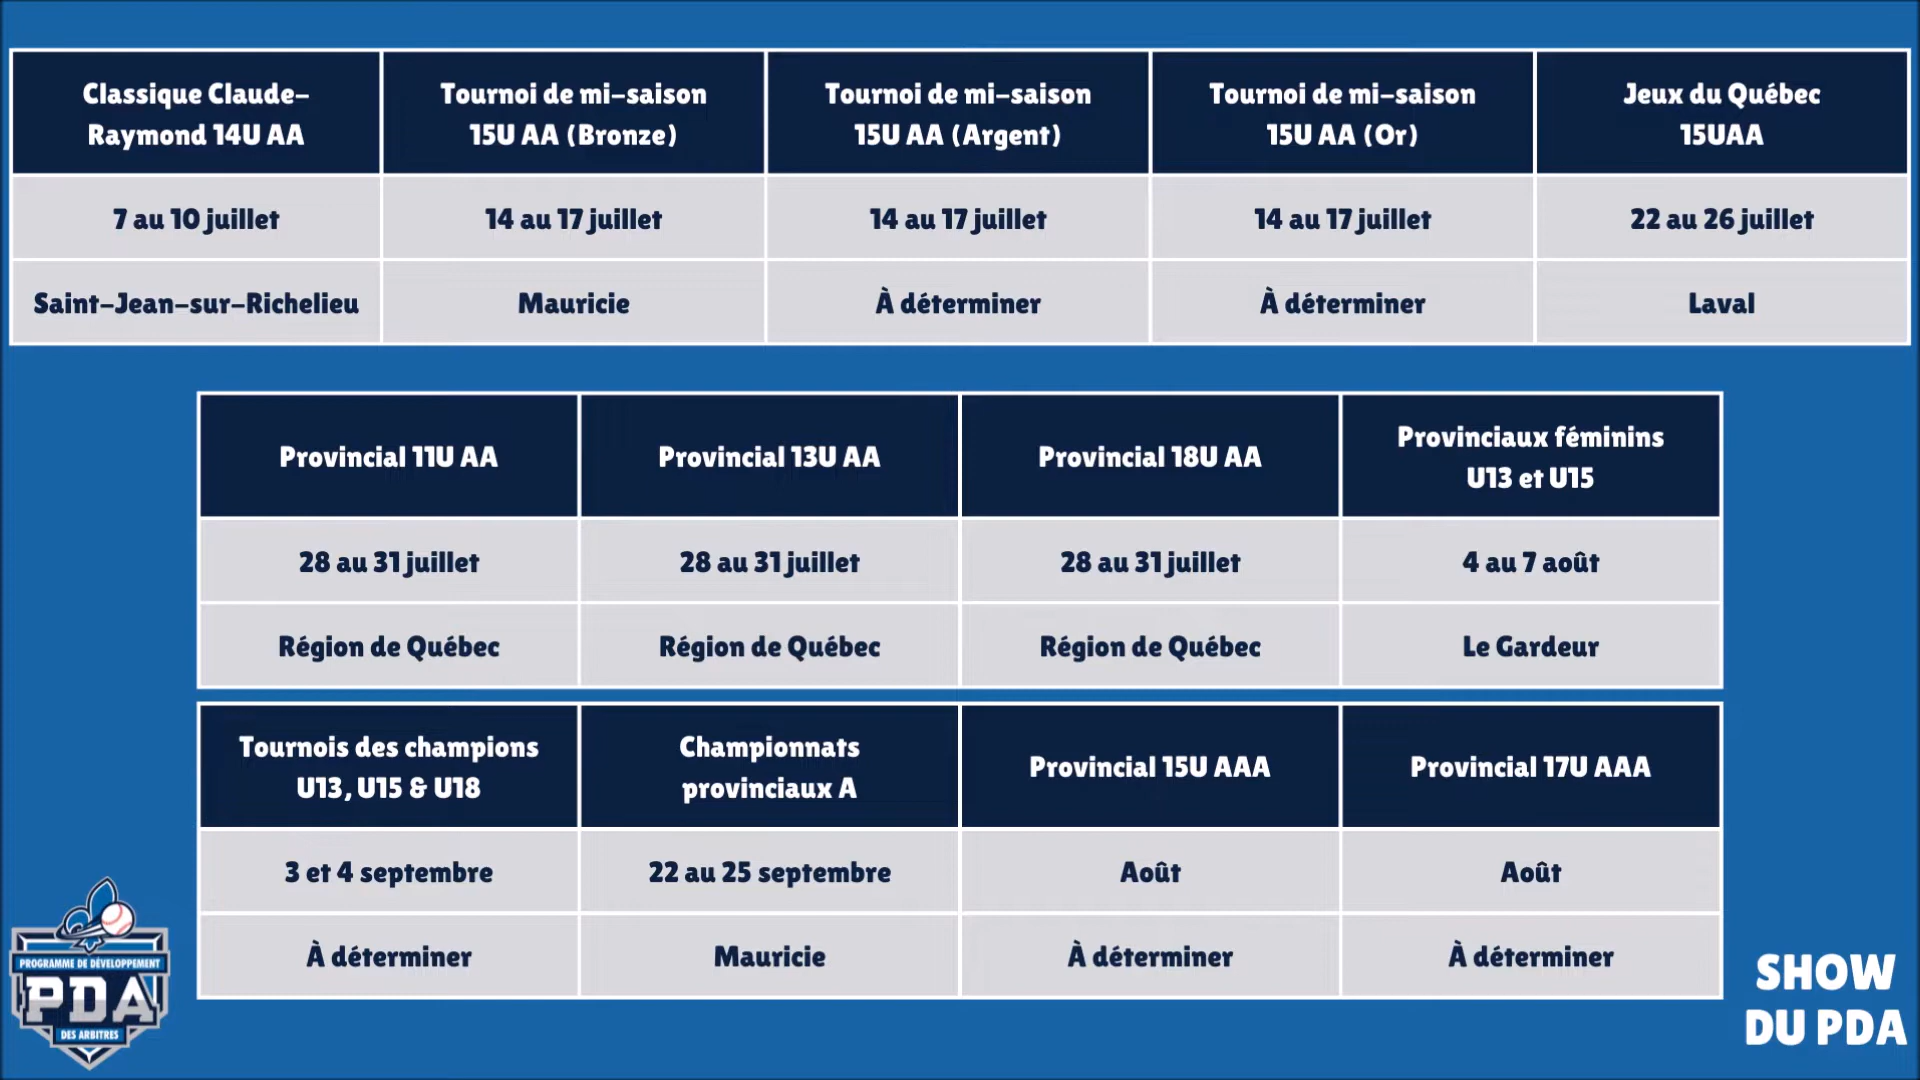 Classique Claude-
Raymond 14U AA
Tournoi de mi-saison
15U AA (Bronze)
Tournoi de mi-saison
15U AA (Argent)
Tournoi de mi-saison
15U AA (Or)
Jeux du Québec
15UAA
7 au 10 juillet
14 au 17 juillet
14 au 17 juillet
14 au 17 juillet
22 au 26 juillet
Saint-Jean-sur-Richelieu
Mauricie
À déterminer
À déterminer
Laval
Provincial 11U AA
Provincial 13U AA
Provincial 18U AA
Provinciaux féminins
U13 et U15
28 au 31 juillet
28 au 31 juillet
28 au 31 juillet
4 au 7 août
Région de Québec
Région de Québec
Région de Québec
Le Gardeur
Tournois des champions
U13, U15 & U18
Championnats
provinciaux A
Provincial 15U AAA
Provincial 17U AAA
3 et 4 septembre
22 au 25 septembre
Août
Août
À déterminer
Mauricie
À déterminer
À déterminer
PROGRAMME DE DÉVELOPPEMENT
PDA
DES ARBITRES
SHOW
DU PDA